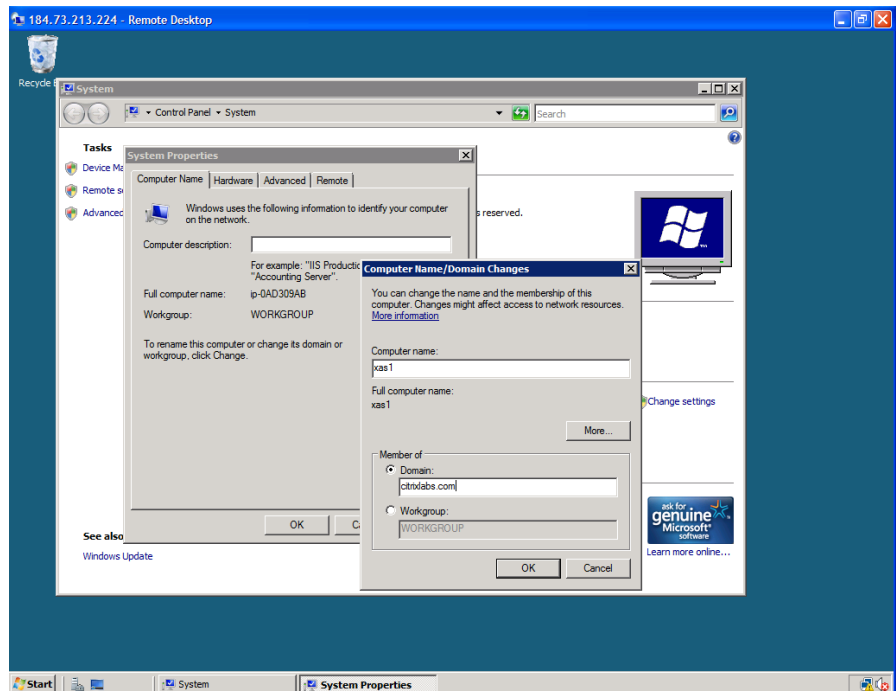 184.73.213.224 - Remote Desktop
Recycle
System
Control Panel
System
Search
Tasks
Device Ma
Remote s
Advanced
s reserved.
Change settings
ask for
genuine
Microsoft®
software
Learn more online...
See also
Windows Update
System Properties
Computer Name
Hardware
Advanced
Remote
Windows uses the following information to identify your computer
on the network.
Computer description:
For example: "IIS Productio
"Accounting Server".
Full computer name:
ip-0AD309AB
Workgroup:
WORKGROUP
To rename this computer or change its domain or
workgroup, click Change.
OK
Ca
Computer Name/Domain Changes
You can change the name and the membership of this
computer. Changes might affect access to network resources.
More information
Computer name:
xas1
Full computer name:
xas1
More...
Member of
Domain:
citrixlabs.com
Workgroup:
WORKGROUP
OK
Cancel
Start
System
System Properties